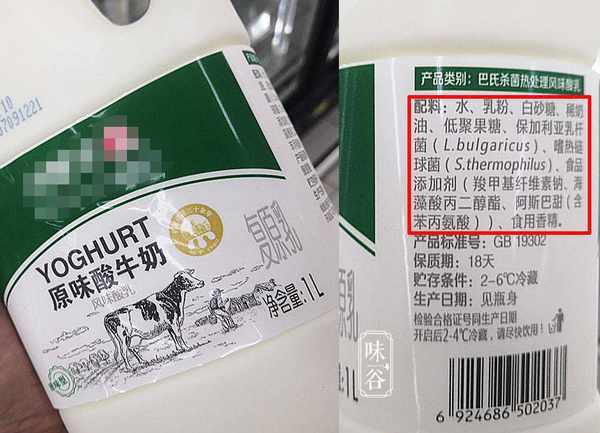 10
07091221
YOGHURT
原味酸牛奶
风味酸乳
复原乳
净含量:1L
产品类别：巴氏杀菌热处理风味酸乳
配料：水、乳粉、白砂糖、稀奶
油、低聚果糖、保加利亚乳杆
菌（L.bulgaricus）、嗜热链
球菌（S.thermophilus）、食品
添加剂（羧甲基纤维素钠、海
藻酸丙二醇酯、阿斯巴甜（含
苯丙氨酸））、食用香精。
产品标准号：GB 19302
保质期：18天
贮存条件：2-6℃冷藏
生产日期：见瓶身
检验合格证号同生产日期
开启后2-4℃冷藏，请尽快饮用！
原乳
:1L
味谷
6 924686 502037